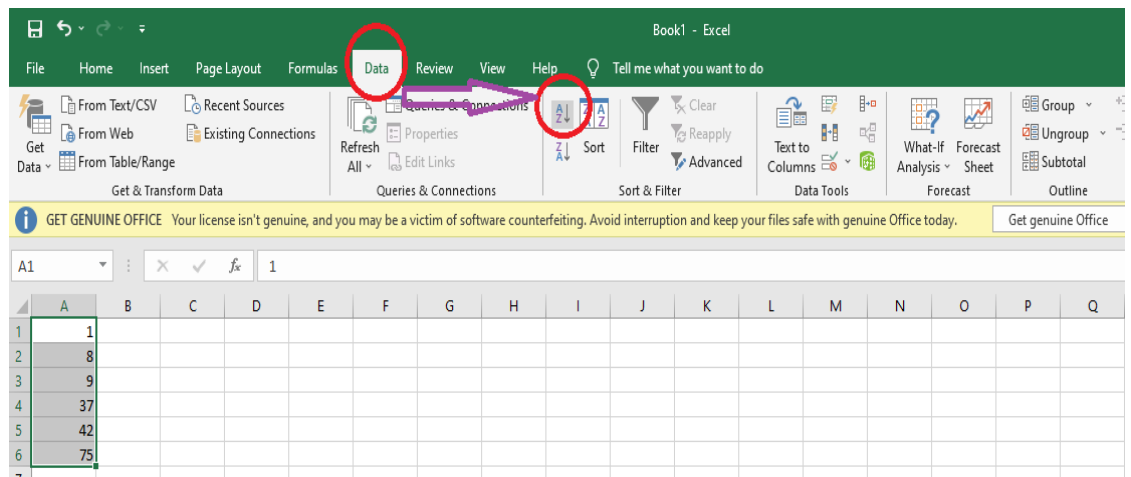 Book1 - Excel
File Home Insert Page Layout Formulas Data Review View Help Tell me what you want to do
From Text/CSV Recent Sources Queries & Connections Clear Group
From Web Existing Connections Properties Reapply Ungroup
Get Data From Table/Range Refresh All Edit Links Sort Filter Advanced Text to Columns What-If Analysis Forecast Sheet Subtotal
Get & Transform Data Queries & Connections Sort & Filter Data Tools Forecast Outline
GET GENUINE OFFICE Your license isn't genuine, and you may be a victim of software counterfeiting. Avoid interruption and keep your files safe with genuine Office today. Get genuine Office
A1 fx 1
A B C D E F G H I J K L M N O P Q
1 1
2 8
3 9
4 37
5 42
6 75